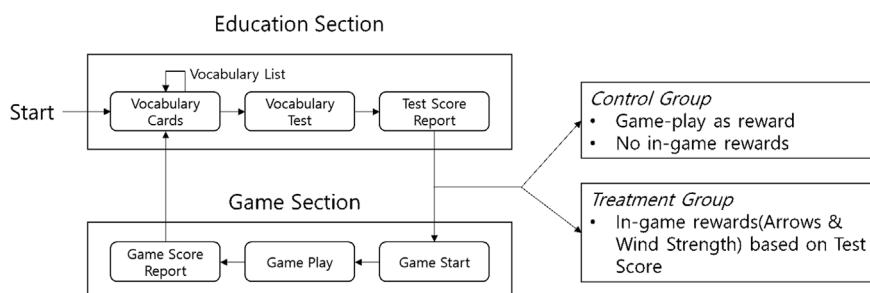 Education Section
Vocabulary List
Start
Vocabulary
Cards
Vocabulary
Test
Test Score
Report
Control Group
• Game-play as reward
• No in-game rewards
Game Section
Game Score
Report
Game Play
Game Start
Treatment Group
• In-game rewards(Arrows &
Wind Strength) based on Test
Score